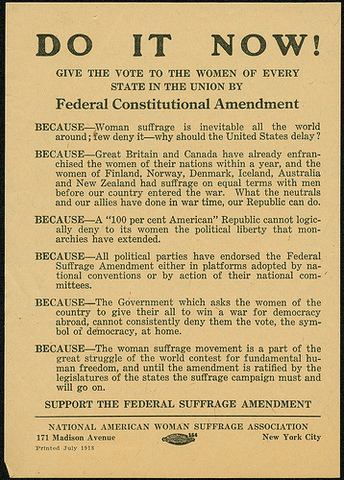 DO IT NOW!
GIVE THE VOTE TO THE WOMEN OF EVERY
STATE IN THE UNION BY
Federal Constitutional Amendment
BECAUSE—Woman suffrage is inevitable all the world
around; few deny it—why should the United States delay?
BECAUSE—Great Britain and Canada have already enfran-
chised the women of their nations within a year, and the
women of Finland, Norway, Denmark, Iceland, Australia
and New Zealand had suffrage on equal terms with men
before our country entered the war. What the neutrals
and our allies have done in war time, our Republic can do.
BECAUSE—A "100 per cent American" Republic cannot logic-
ally deny to its women the political liberty that mon-
archies have extended.
BECAUSE—All political parties have endorsed the Federal
Suffrage Amendment either in platforms adopted by na-
tional conventions or by action of their national com-
mittees.
BECAUSE—The Government which asks the women of the
country to give their all to win a war for democracy
abroad, cannot consistently deny them the vote, the sym-
bol of democracy, at home.
BECAUSE—The woman suffrage movement is a part of the
great struggle of the world contest for fundamental hu-
man freedom, and until the amendment is ratified by the
legislatures of the states the suffrage campaign must and
will go on.
SUPPORT THE FEDERAL SUFFRAGE AMENDMENT
NATIONAL AMERICAN WOMAN SUFFRAGE ASSOCIATION
171 Madison Avenue 184 New York City
Printed July 1918